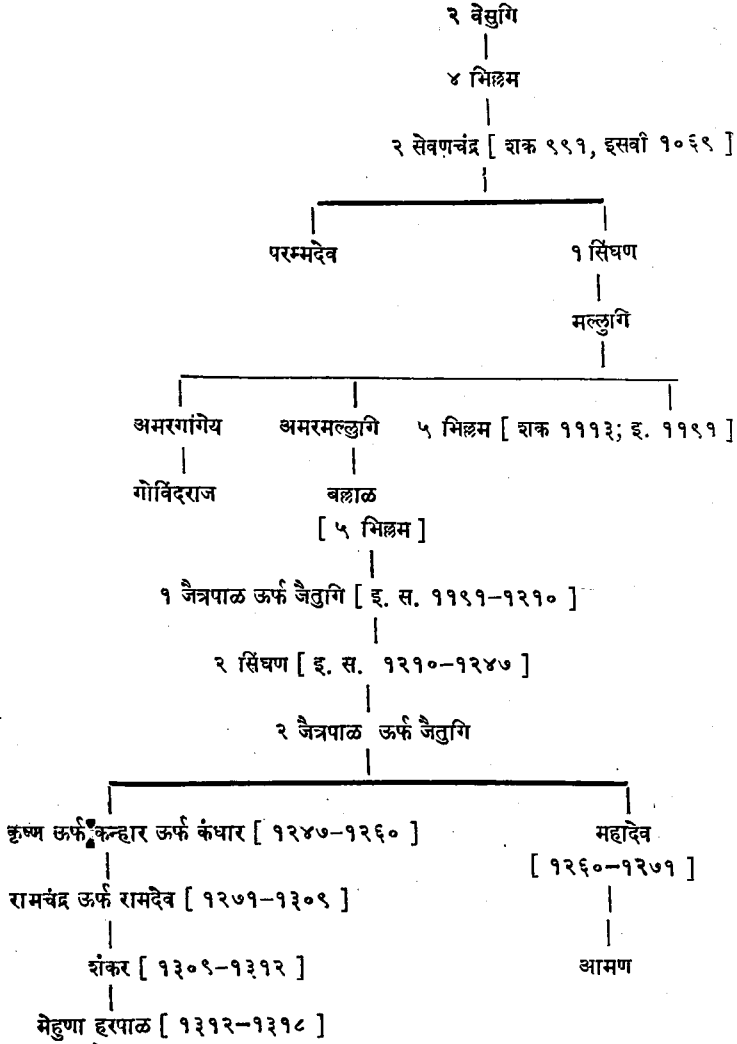 २ वेसुगि
४ भिल्लम
२ सेवणचंद्र [ शक ९९१, इसवी १०६९ ]
परम्मदेव १ सिंघण
मल्लुगि
अमरगांगेय अमरमल्लुगि ५ भिल्लम [ शक १११३; इ. ११९१ ]
गोविंदराज बल्लाळ
[ ५ भिल्लम ]
१ जैत्रपाळ ऊर्फ जैतुगि [ इ. स. ११९१–१२१० ]
२ सिंघण [ इ. स. १२१०–१२४७ ]
२ जैत्रपाळ ऊर्फ जैतुगि
कृष्ण ऊर्फ कन्हार ऊर्फ कंधार [ १२४७–१२६० ] महादेव
[ १२६०–१२७१ ]
रामचंद्र ऊर्फ रामदेव [ १२७१–१३०९ ]
शंकर [ १३०९–१३१२ ] आमण
मेहुणा हरपाळ [ १३१२–१३१८ ]